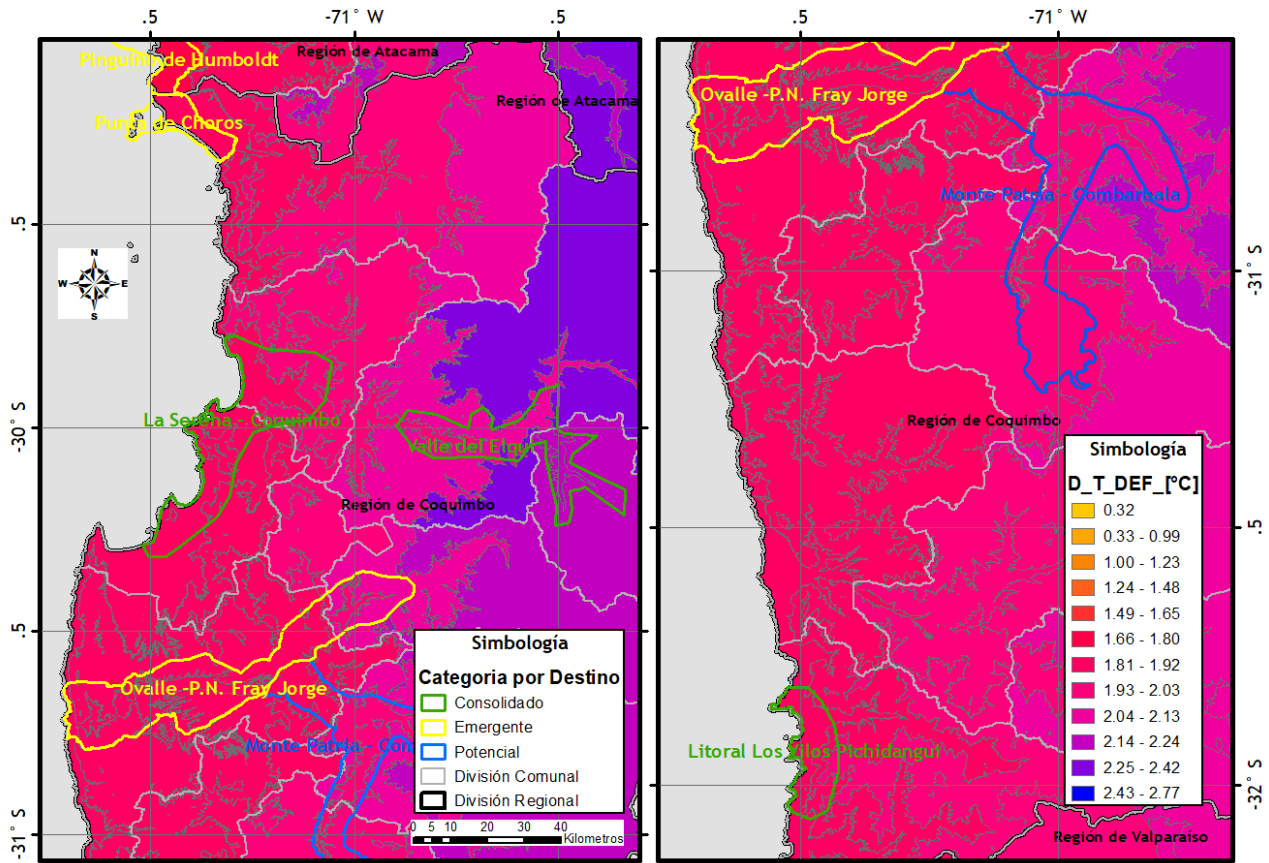 .5
-71° W
.5
.5
-71° W
Pinguino de Humboldt
Región de Atacama
Región de Atacama
Punta de Choros
Ovalle -P.N. Fray Jorge
Monte Patria - Combarbala
.5
N
W
E
S
-31° S
La Serena - Coquimbo
-30° S
Valle del Elqui
Región de Coquimbo
Región de Coquimbo
.5
.5
Ovalle -P.N. Fray Jorge
Monte Patria - Com
-31° S
Simbología
Categoria por Destino
Consolidado
Emergente
Potencial
División Comunal
División Regional
0 5 10 20 30 40
Kilometros
Simbología
D_T_DEF_[°C]
0.32
0.33 - 0.99
1.00 - 1.23
1.24 - 1.48
1.49 - 1.65
1.66 - 1.80
1.81 - 1.92
1.93 - 2.03
2.04 - 2.13
2.14 - 2.24
2.25 - 2.42
2.43 - 2.77
Litoral Los Vilos Pichidangui
-32° S
Región de Valparaíso